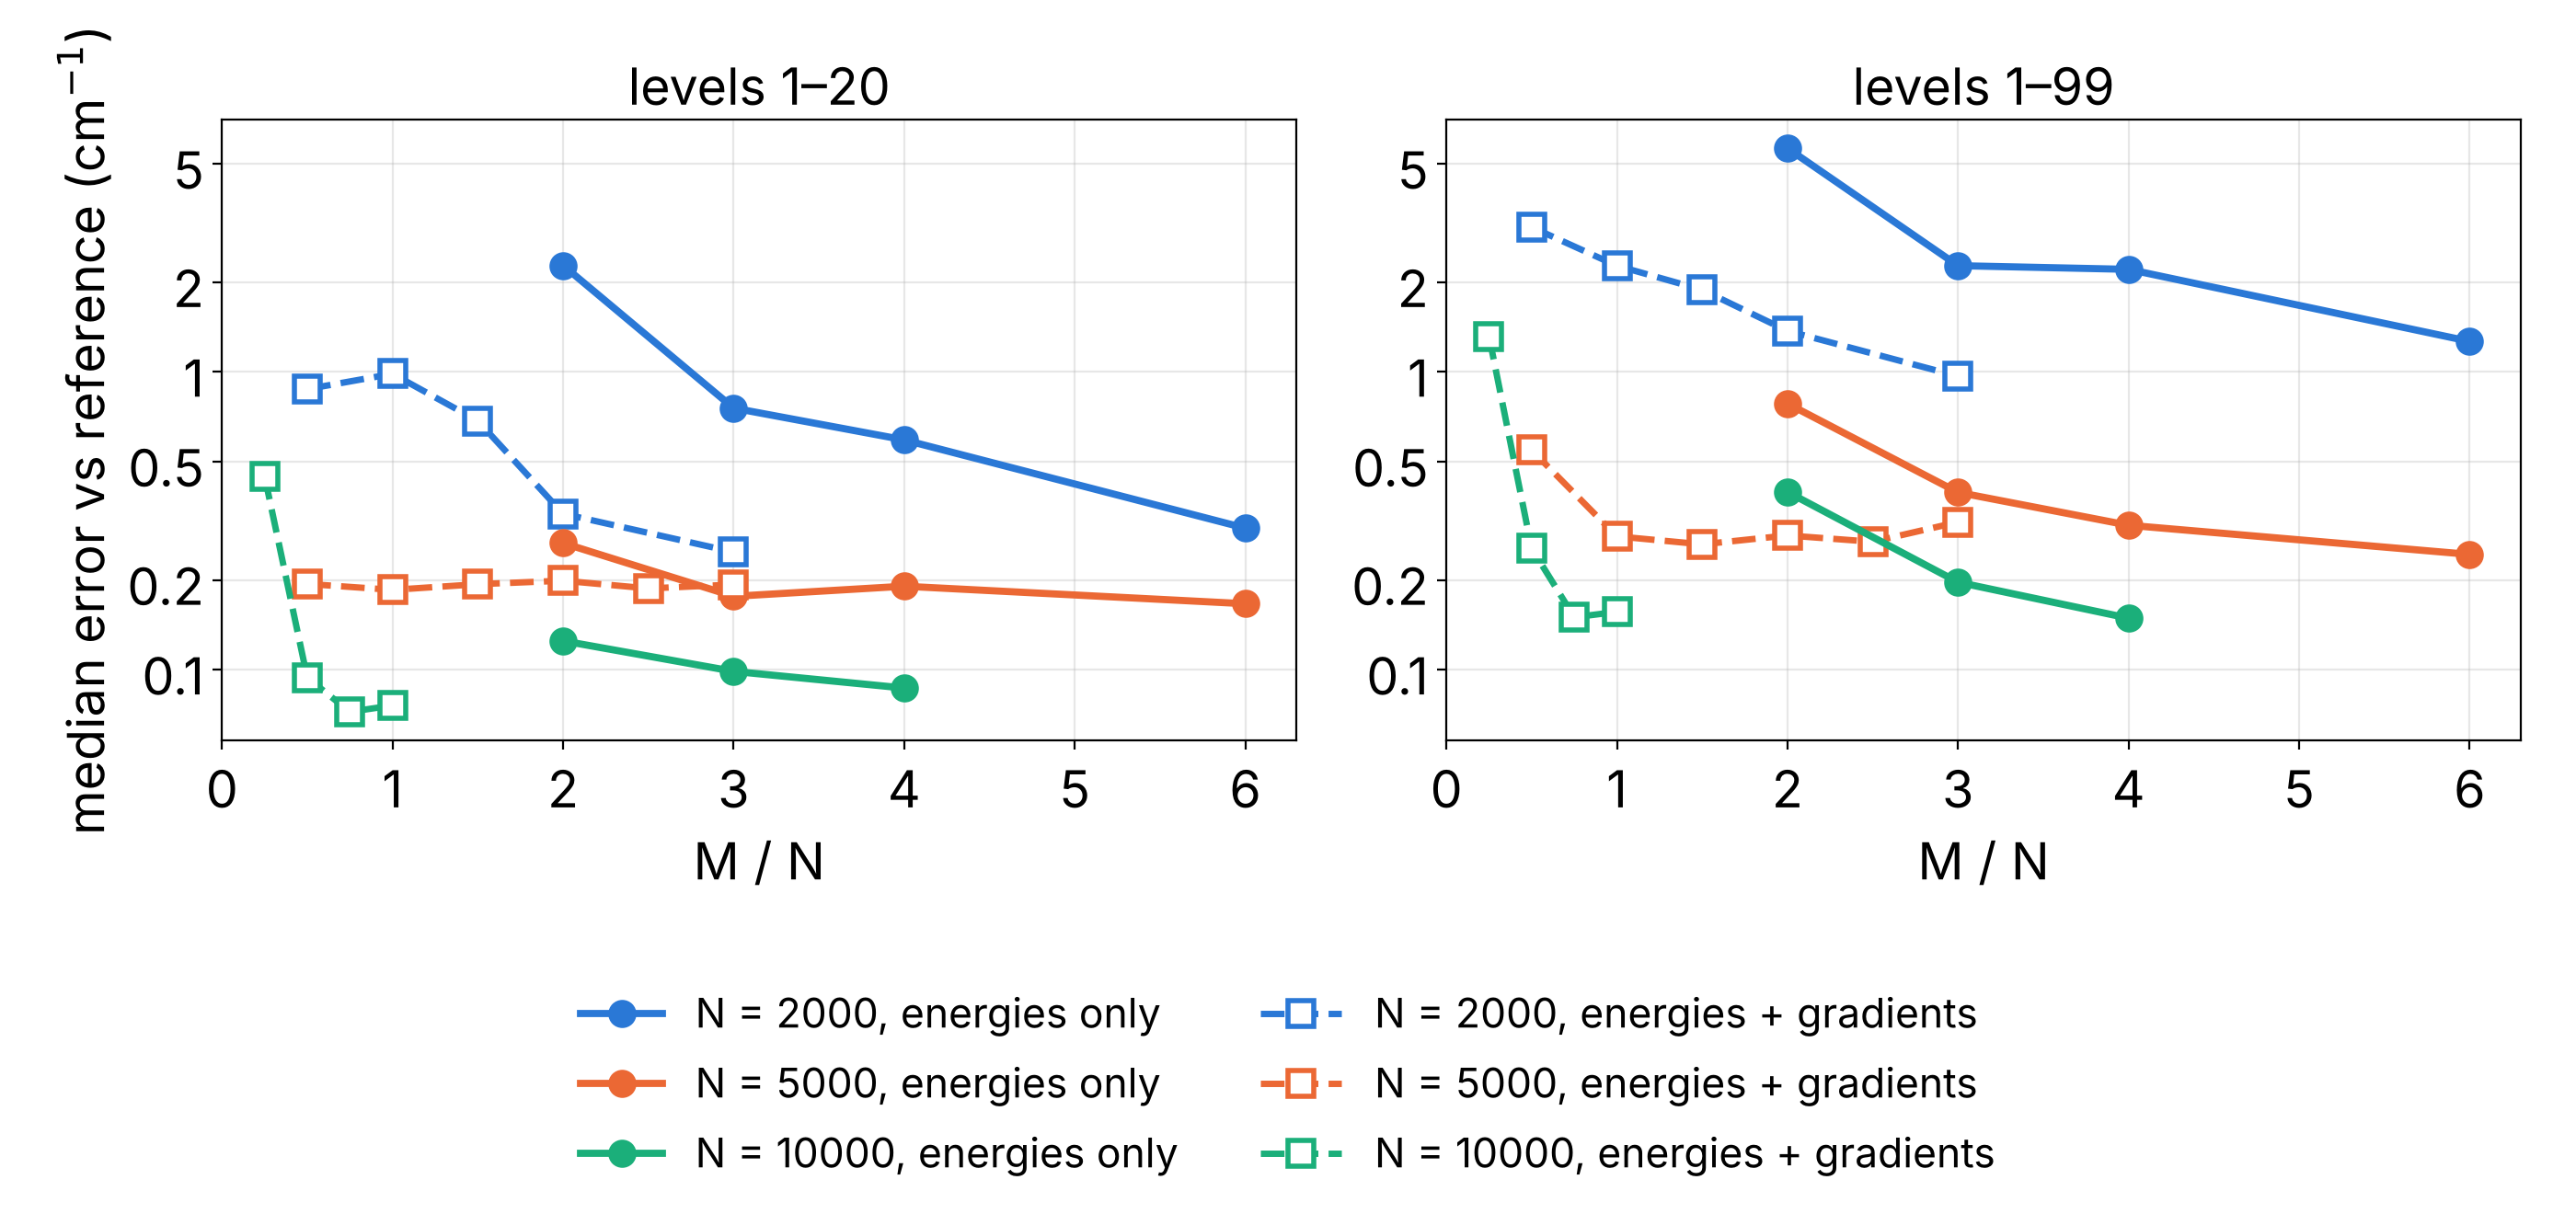 levels 1–20
levels 1–99
median error vs reference (cm⁻¹)
5
2
1
0.5
0.2
0.1
0 1 2 3 4 5 6
M / N
5
2
1
0.5
0.2
0.1
0 1 2 3 4 5 6
M / N
N = 2000, energies only
N = 5000, energies only
N = 10000, energies only
N = 2000, energies + gradients
N = 5000, energies + gradients
N = 10000, energies + gradients